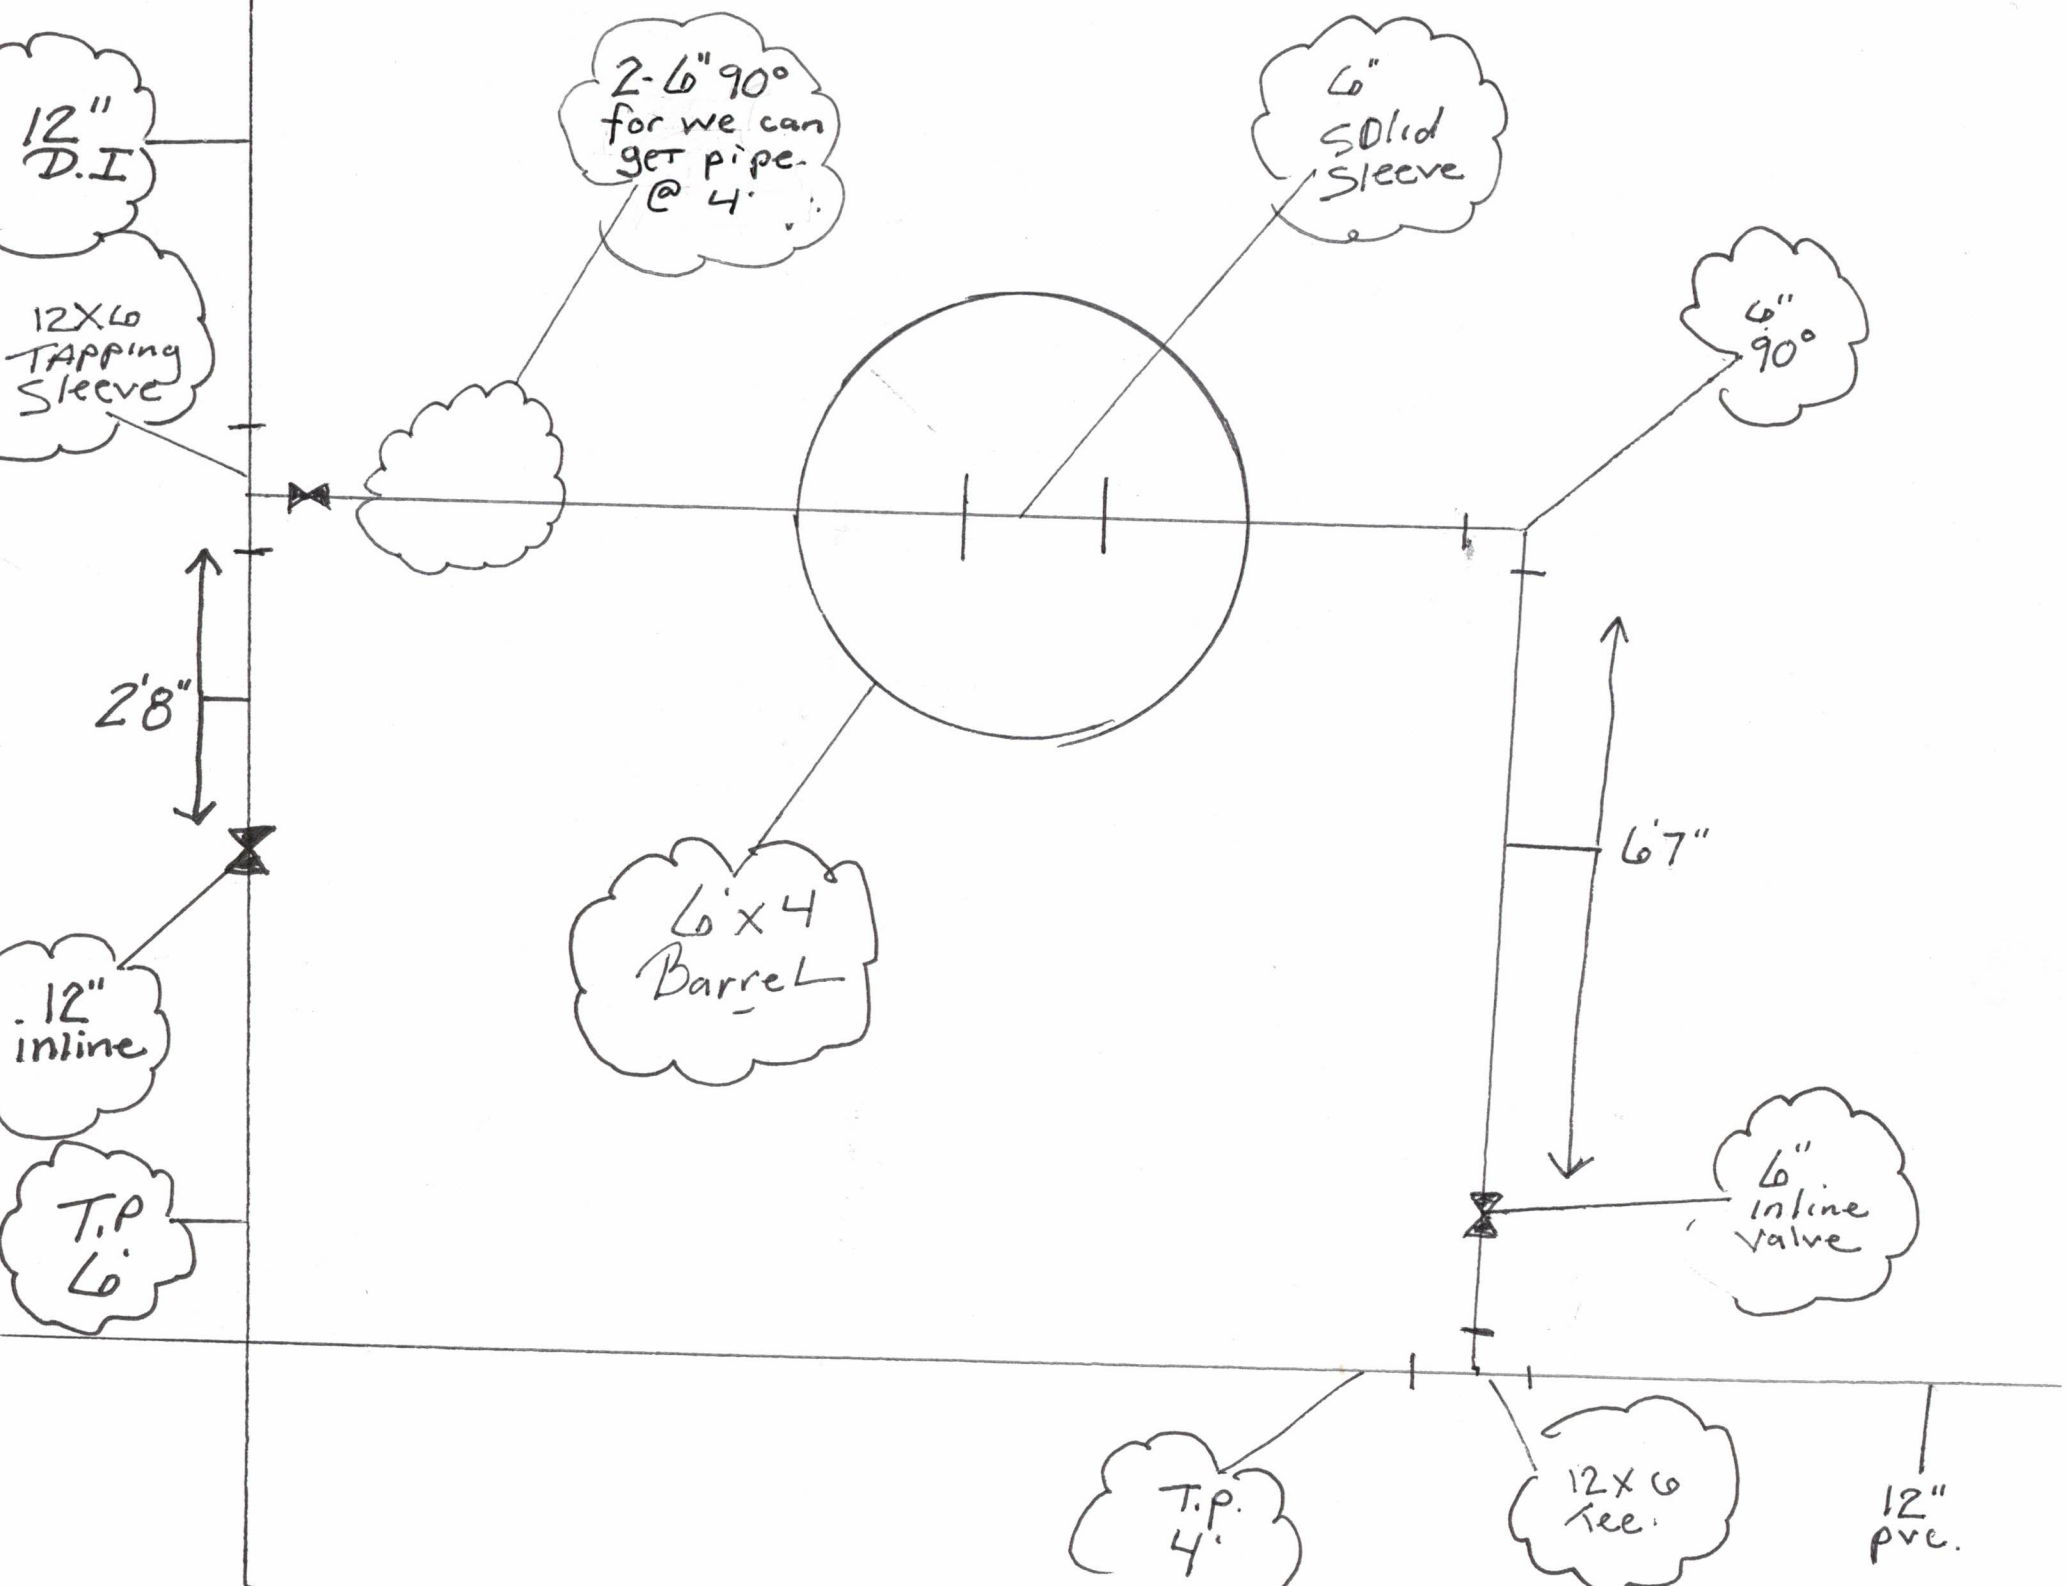 12"
D.I
2-6" 90°
for we can
get pipe.
@ 4'
6"
SOlid
Sleeve
12X6
TAPPing
Sleeve
6"
90°
2'8"
6'7"
6'x4
BarreL
12"
inline
T.P
6'
6"
inline
valve
T.P.
4'
12x6
Tee.
12"
pvc.